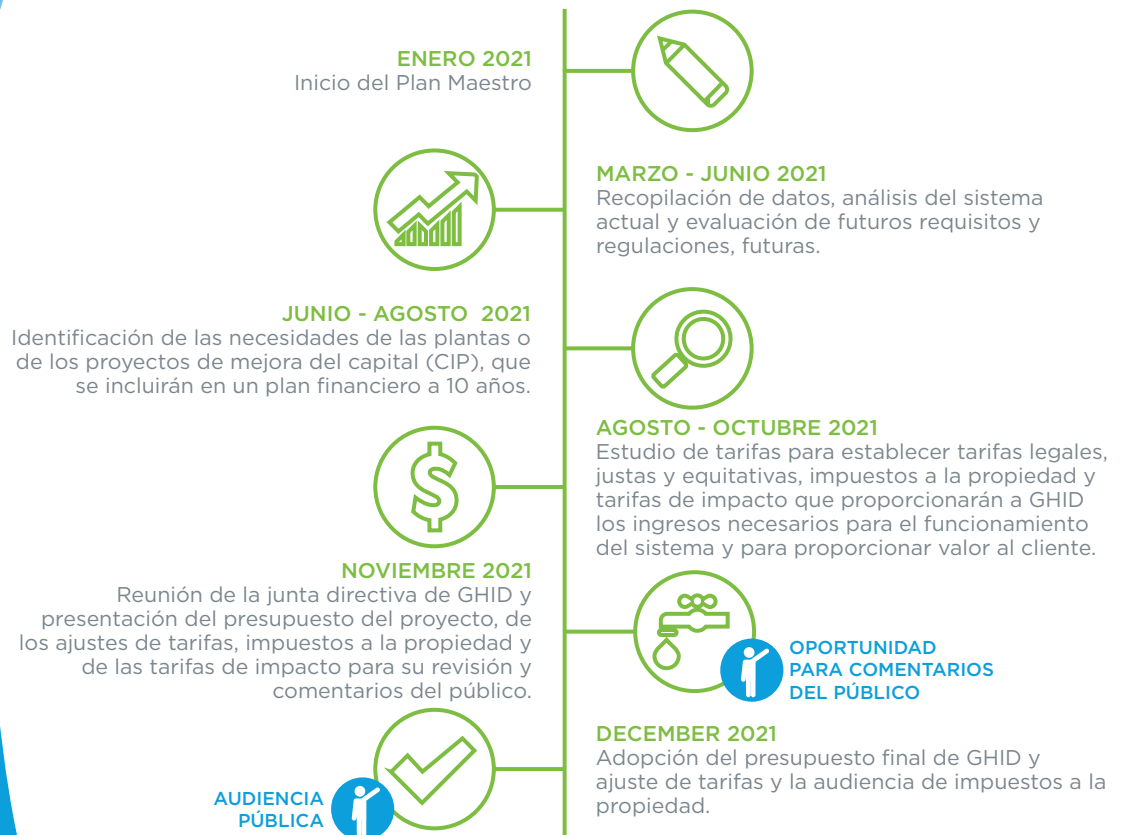 ENERO 2021
Inicio del Plan Maestro
MARZO - JUNIO 2021
Recopilación de datos, análisis del sistema
actual y evaluación de futuros requisitos y
regulaciones, futuras.
JUNIO - AGOSTO 2021
Identificación de las necesidades de las plantas o
de los proyectos de mejora del capital (CIP), que
se incluirán en un plan financiero a 10 años.
AGOSTO - OCTUBRE 2021
Estudio de tarifas para establecer tarifas legales,
justas y equitativas, impuestos a la propiedad y
tarifas de impacto que proporcionarán a GHID
los ingresos necesarios para el funcionamiento
del sistema y para proporcionar valor al cliente.
NOVIEMBRE 2021
Reunión de la junta directiva de GHID y
presentación del presupuesto del proyecto, de
los ajustes de tarifas, impuestos a la propiedad y
de las tarifas de impacto para su revisión y
comentarios del público.
OPORTUNIDAD
PARA COMENTARIOS
DEL PÚBLICO
DECEMBER 2021
Adopción del presupuesto final de GHID y
ajuste de tarifas y la audiencia de impuestos a la
propiedad.
AUDIENCIA
PÚBLICA